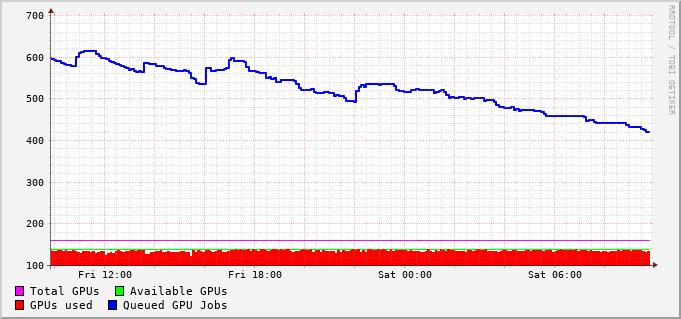 700
600
500
400
300
200
100
Fri 12:00 Fri 18:00 Sat 00:00 Sat 06:00
Total GPUs Available GPUs
GPUs used Queued GPU Jobs
RRDTOOL / TOBI OETIKER